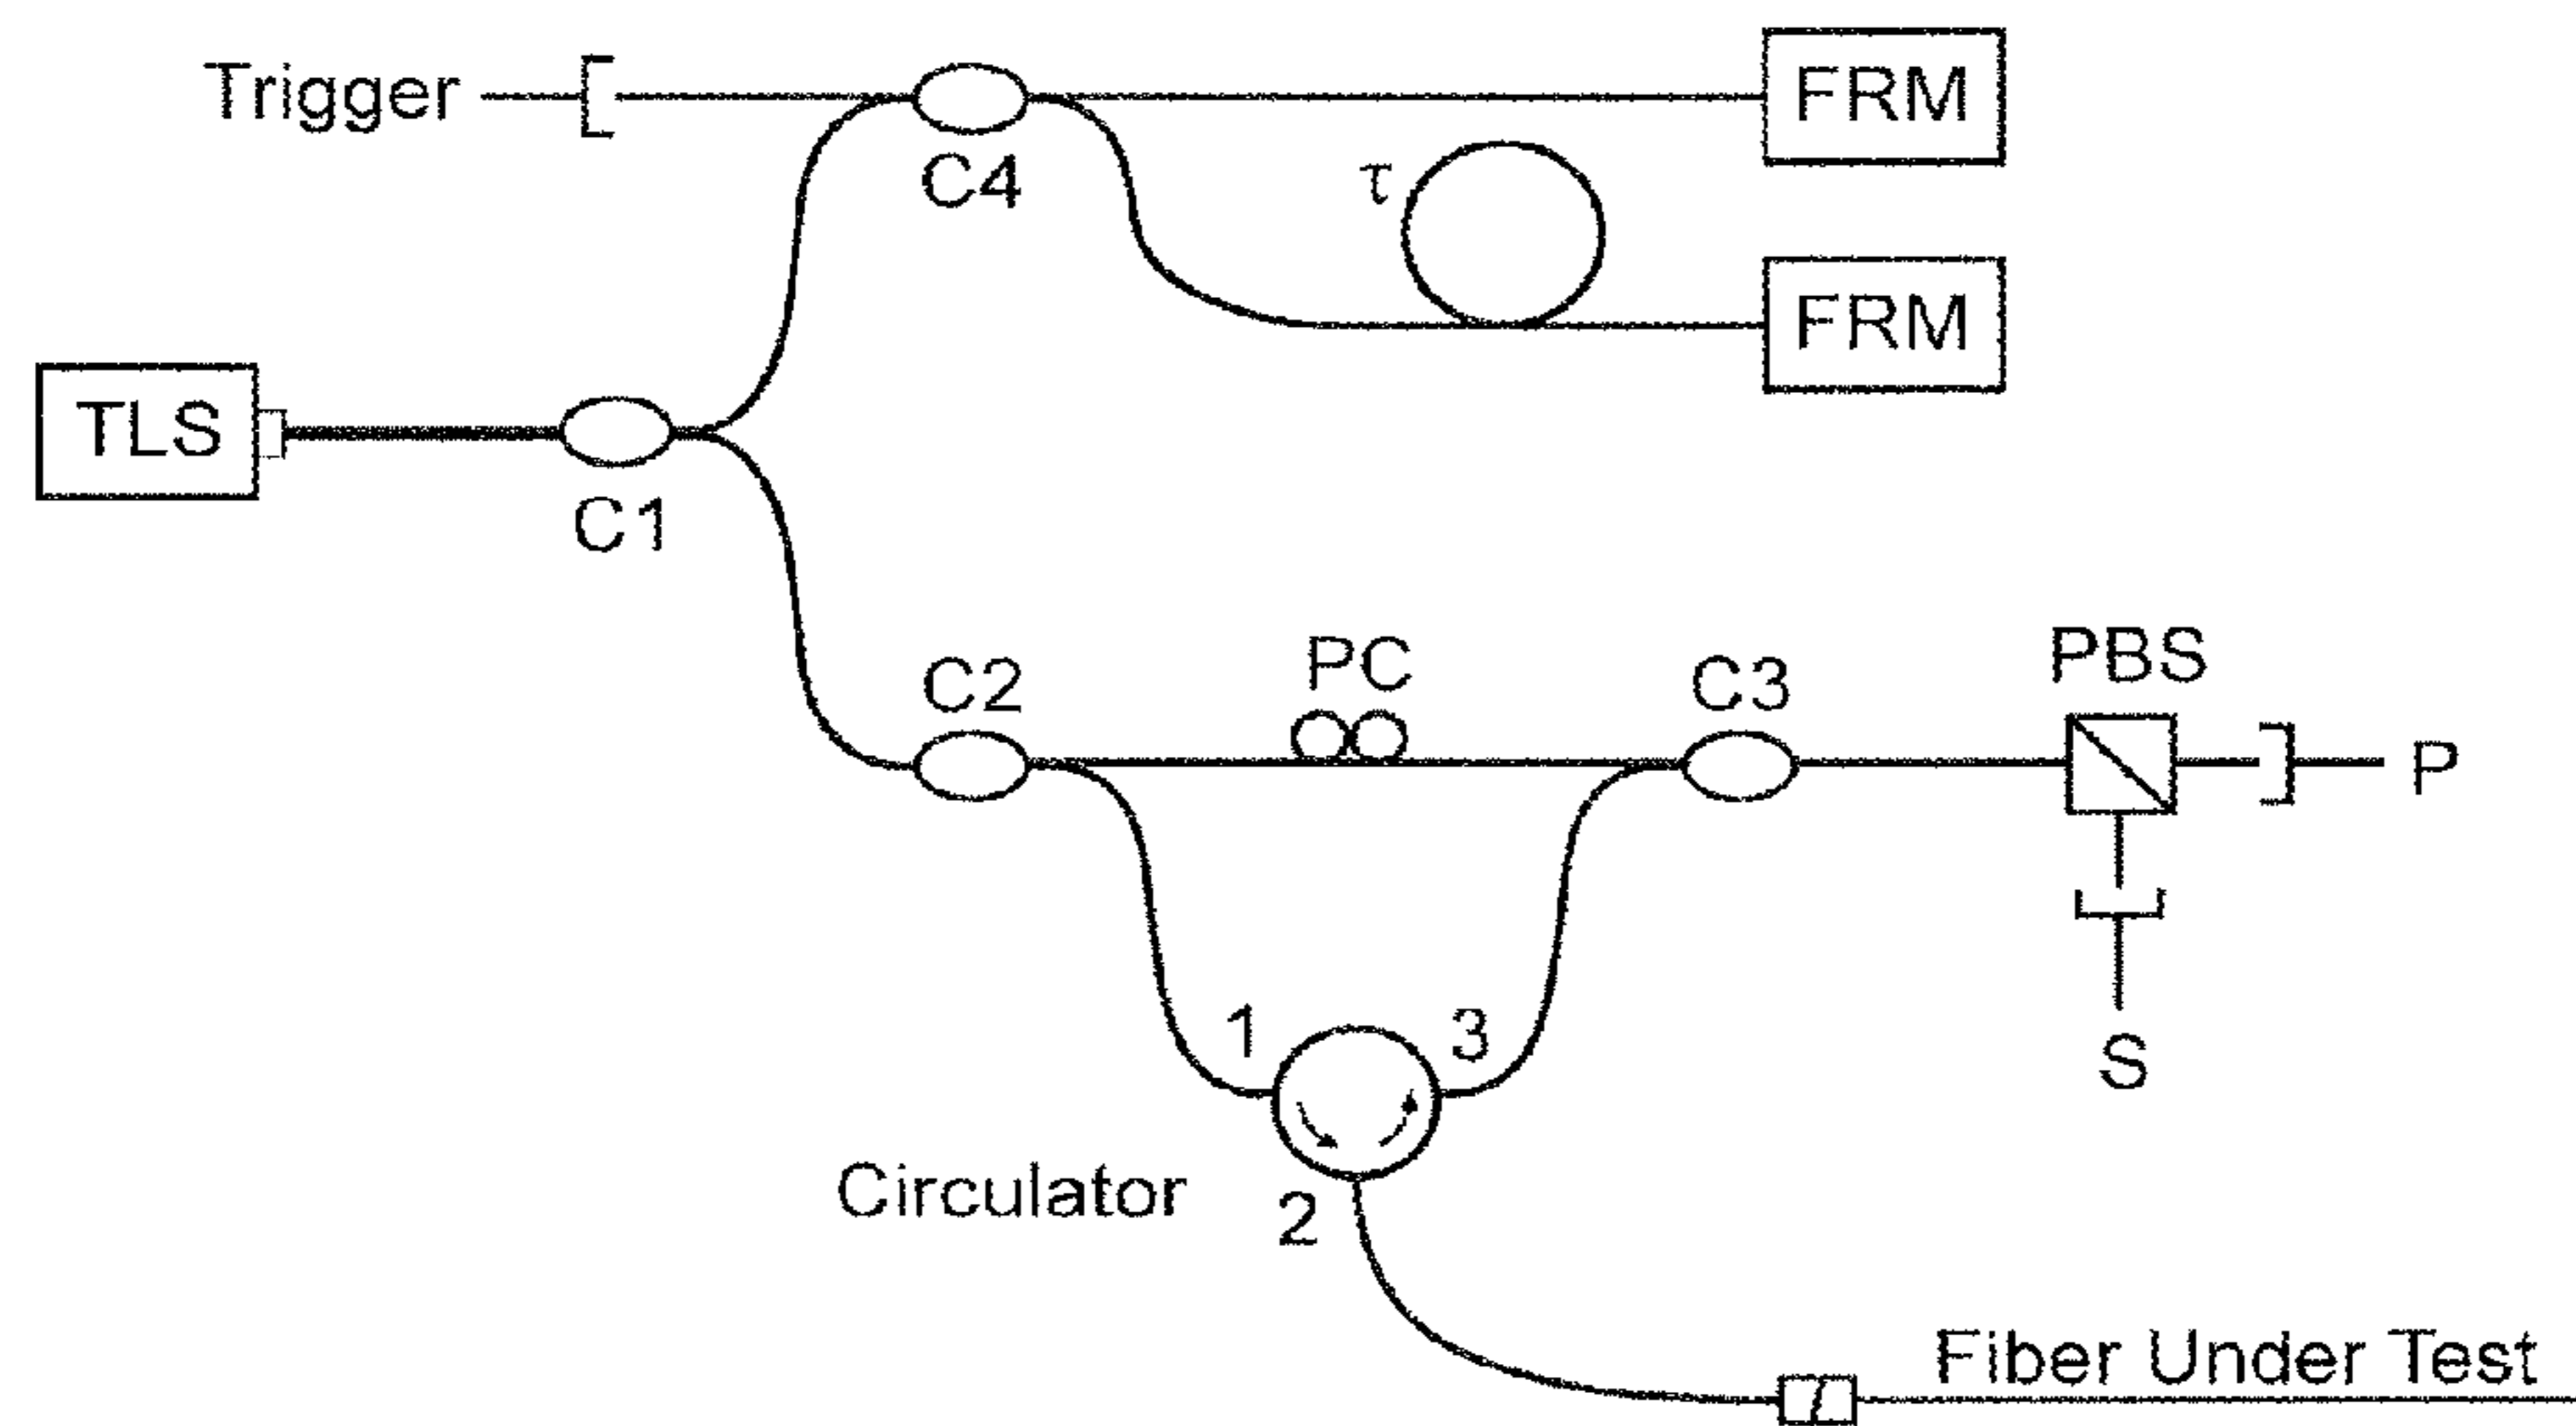 Trigger
FRM
C4
τ
FRM
TLS
C1
C2
PC
C3
PBS
P
1
3
S
Circulator
2
Fiber Under Test